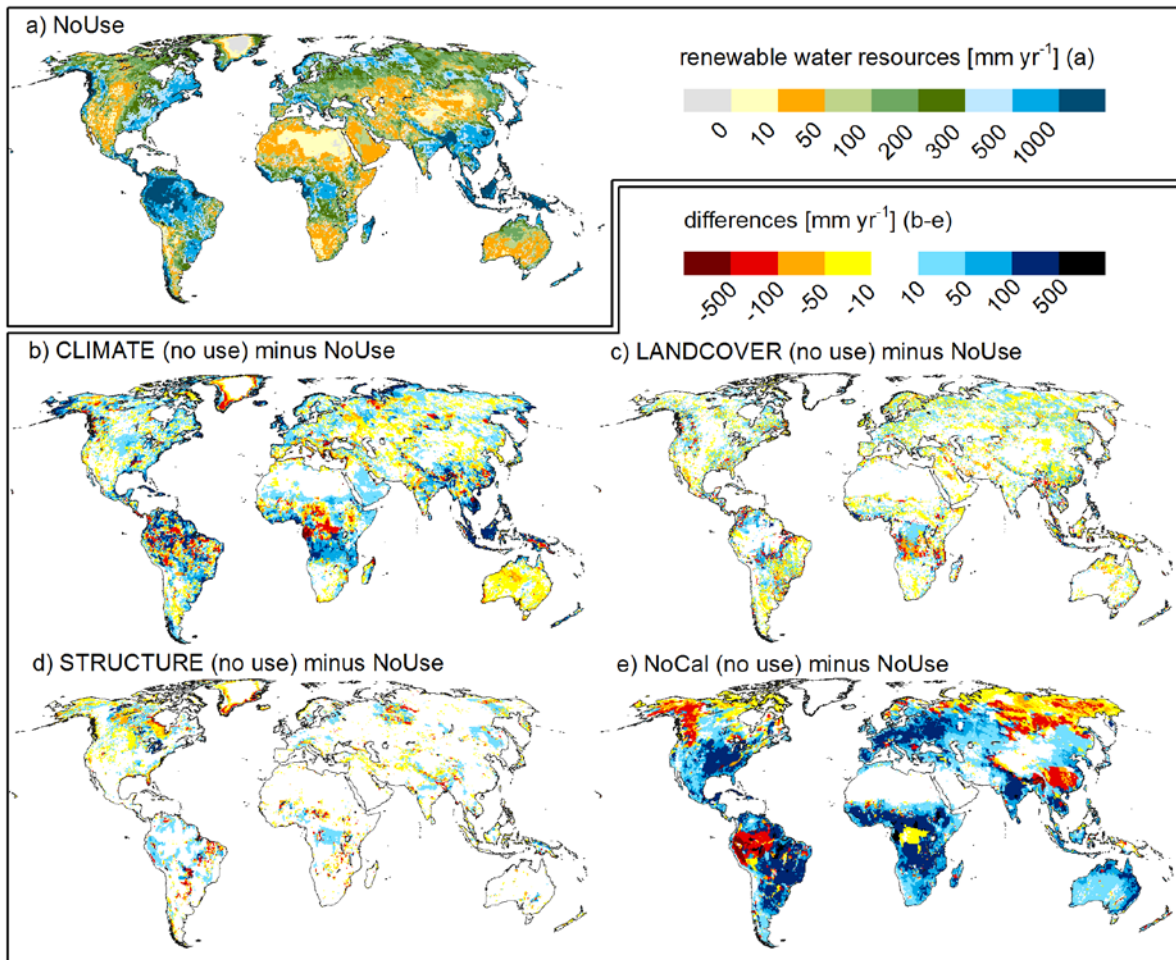 a) NoUse
renewable water resources [mm yr⁻¹] (a)
0 10 50 100 200 300 500 1000
differences [mm yr⁻¹] (b-e)
-500 -100 -50 -10 10 50 100 500
b) CLIMATE (no use) minus NoUse
c) LANDCOVER (no use) minus NoUse
d) STRUCTURE (no use) minus NoUse
e) NoCal (no use) minus NoUse